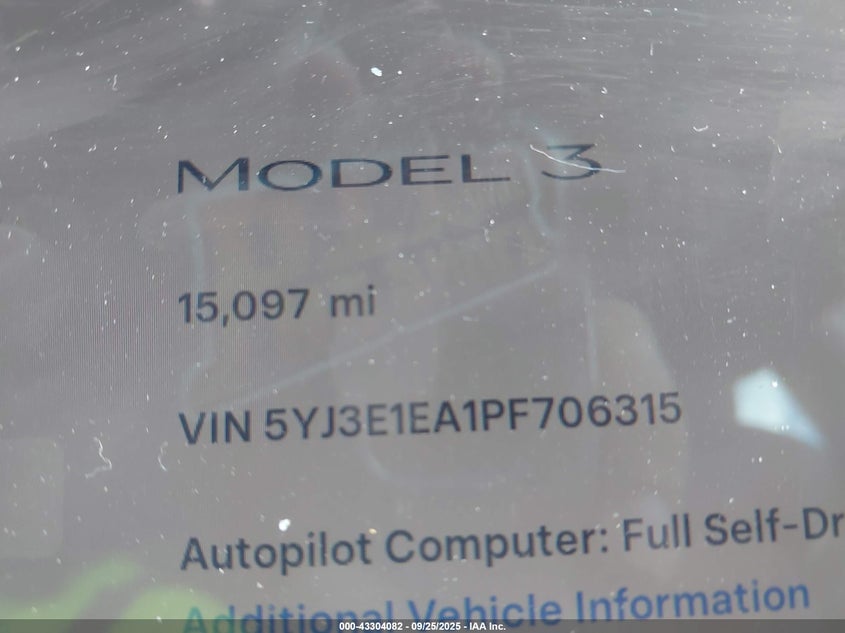 MODEL 3
15,097 mi
VIN 5YJ3E1EA1PF706315
Autopilot Computer: Full Self-Dr
Additional Vehicle Information
000-43304082 - 09/25/2025 - IAA Inc.